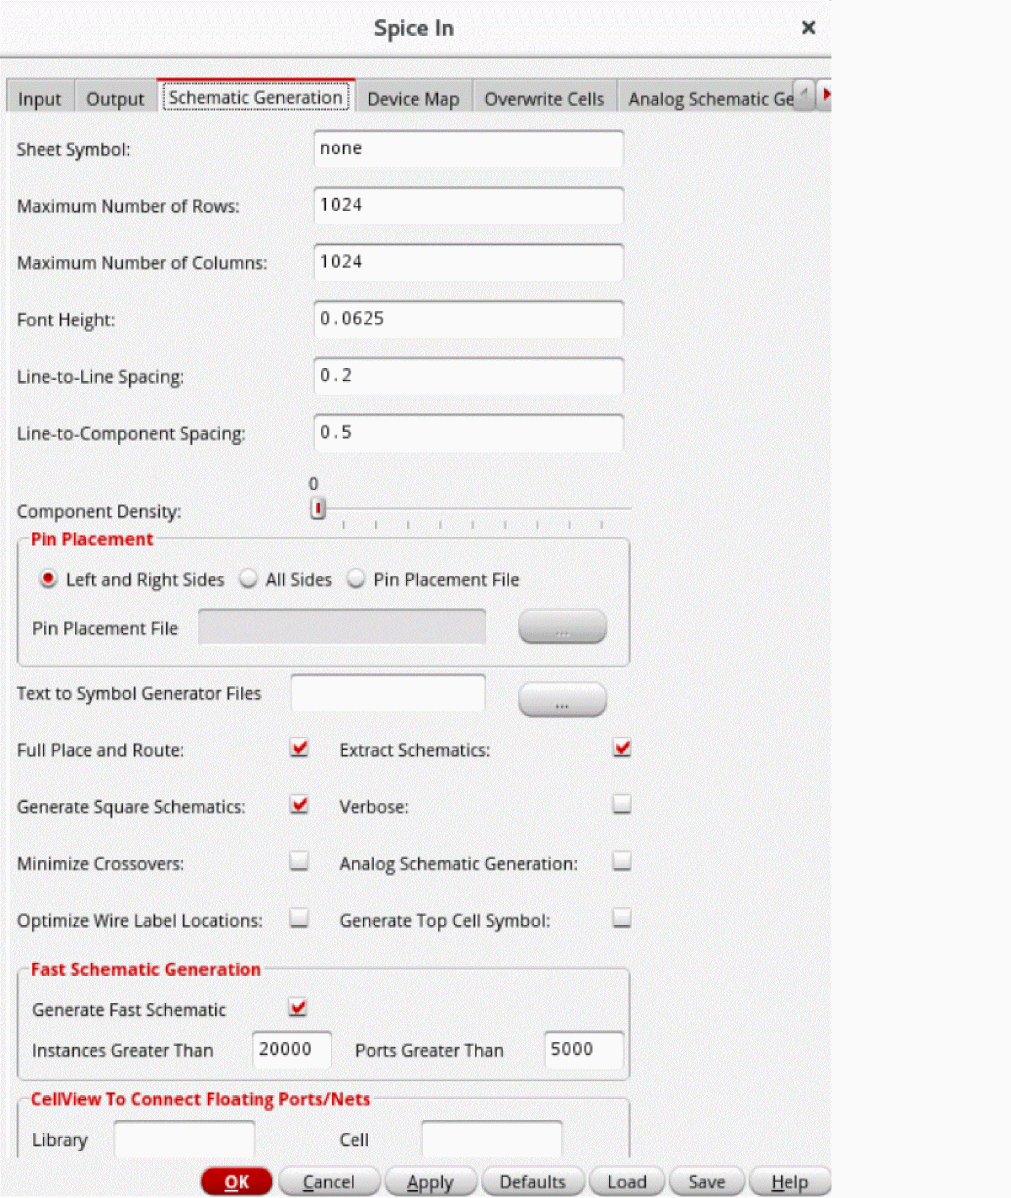 Spice In
Input Output Schematic Generation Device Map Overwrite Cells Analog Schematic Ge
Sheet Symbol: none
Maximum Number of Rows: 1024
Maximum Number of Columns: 1024
Font Height: 0.0625
Line-to-Line Spacing: 0.2
Line-to-Component Spacing: 0.5
0
Component Density:
Pin Placement
Left and Right Sides All Sides Pin Placement File
Pin Placement File ...
Text to Symbol Generator Files ...
Full Place and Route: Extract Schematics:
Generate Square Schematics: Verbose:
Minimize Crossovers: Analog Schematic Generation:
Optimize Wire Label Locations: Generate Top Cell Symbol:
Fast Schematic Generation
Generate Fast Schematic
Instances Greater Than 20000 Ports Greater Than 5000
CellView To Connect Floating Ports/Nets
Library Cell
OK Cancel Apply Defaults Load Save Help